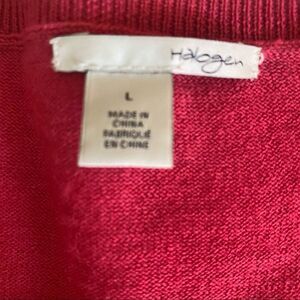 Halogen
L
MADE IN
CHINA
FABRIQUÉ
EN CHINE